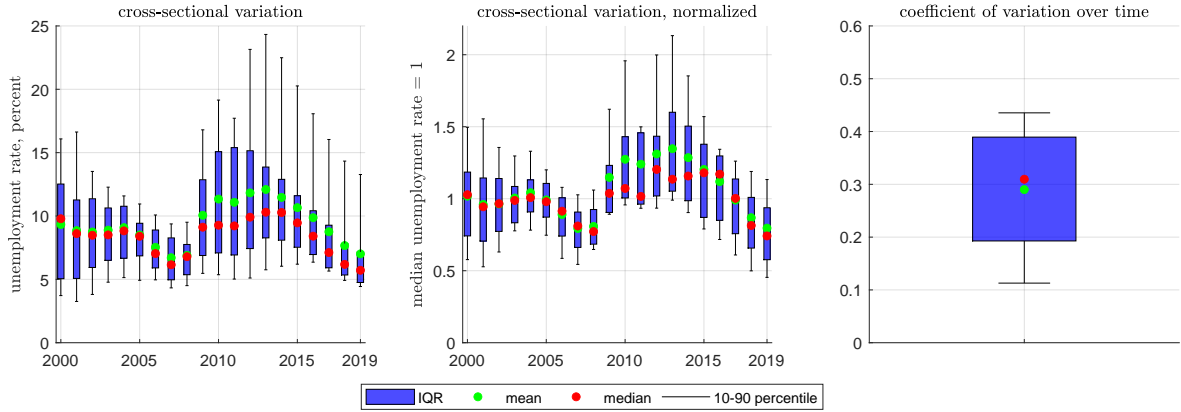 cross-sectional variation
unemployment rate, percent
25
20
15
10
5
0
2000 2005 2010 2015 2019
cross-sectional variation, normalized
median unemployment rate = 1
2
1.5
1
0.5
0
2000 2005 2010 2015 2019
coefficient of variation over time
0.6
0.5
0.4
0.3
0.2
0.1
0
IQR mean median 10-90 percentile